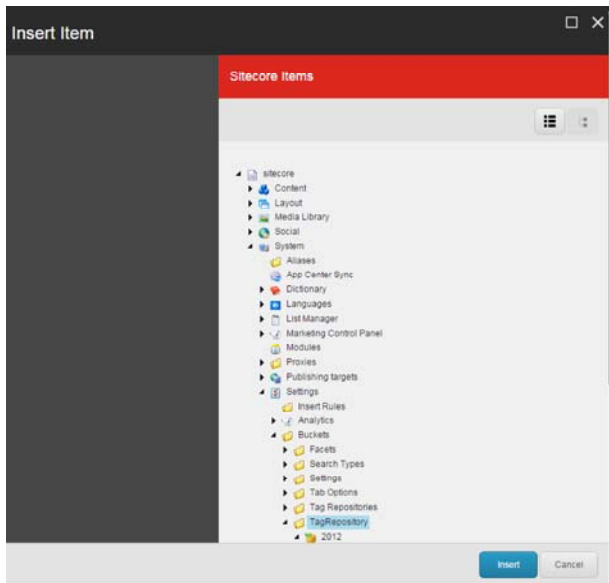 Insert Item
Sitecore Items
sitecore
Content
Layout
Media Library
Social
System
Aliases
App Center Sync
Dictionary
Languages
List Manager
Marketing Control Panel
Modules
Proxies
Publishing targets
Settings
Insert Rules
Analytics
Buckets
Facets
Search Types
Settings
Tab Options
Tag Repositories
TagRepository
2012
Insert
Cancel